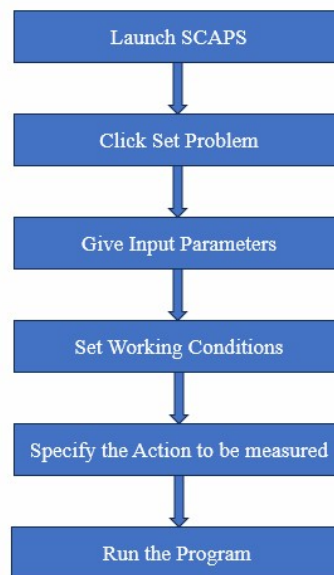 Launch SCAPS
Click Set Problem
Give Input Parameters
Set Working Conditions
Specify the Action to be measured
Run the Program